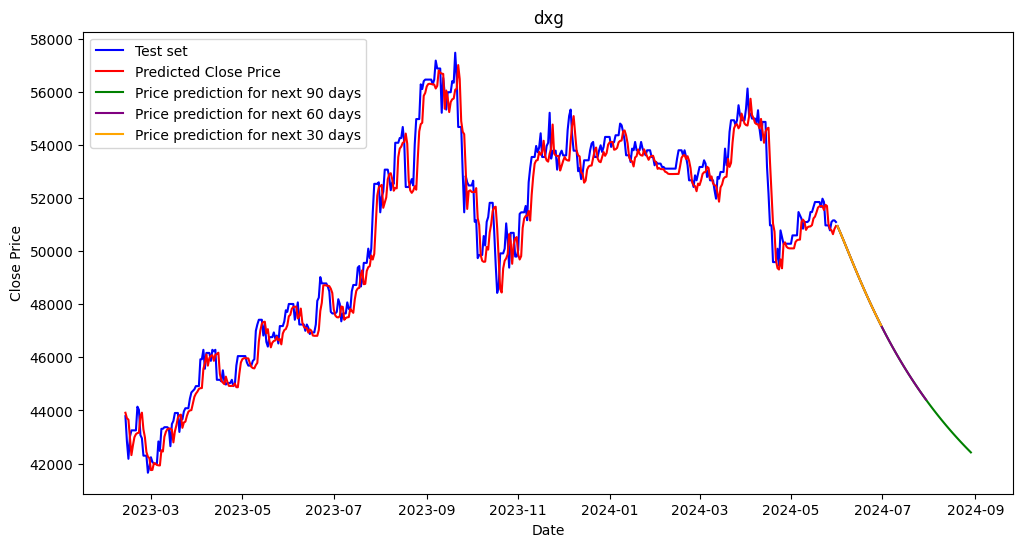 dxg
58000
56000
54000
52000
50000
48000
46000
44000
42000
Close Price
Test set
Predicted Close Price
Price prediction for next 90 days
Price prediction for next 60 days
Price prediction for next 30 days
2023-03 2023-05 2023-07 2023-09 2023-11 2024-01 2024-03 2024-05 2024-07 2024-09
Date